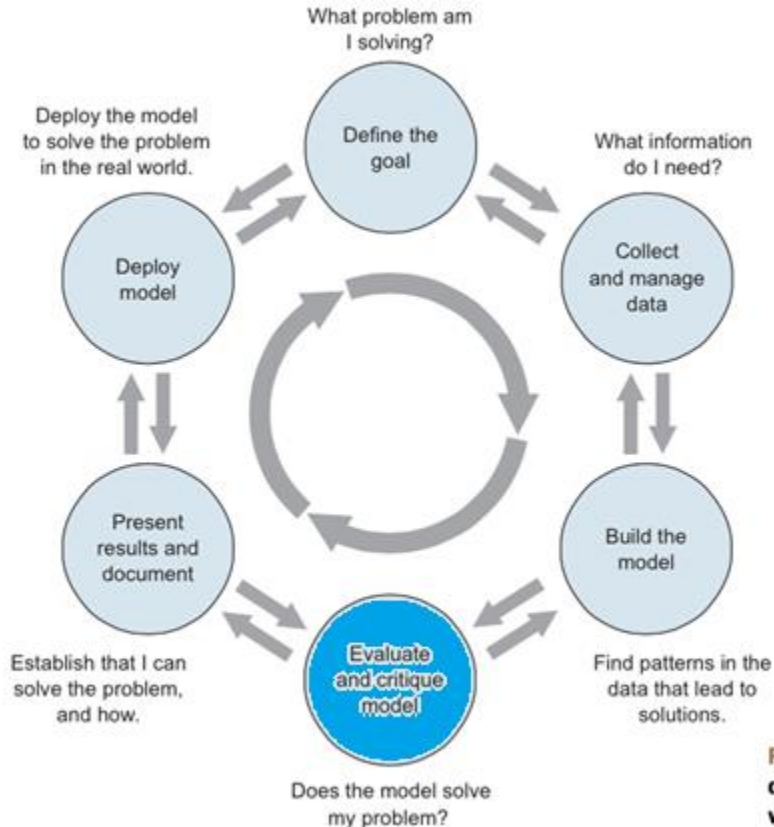 What problem am
I solving?
Define the
goal
What information
do I need?
Collect
and manage
data
Build the
model
Find patterns in the
data that lead to
solutions.
Evaluate
and critique
model
Does the model solve
my problem?
Present
results and
document
Establish that I can
solve the problem,
and how.
Deploy
model
Deploy the model
to solve the problem
in the real world.